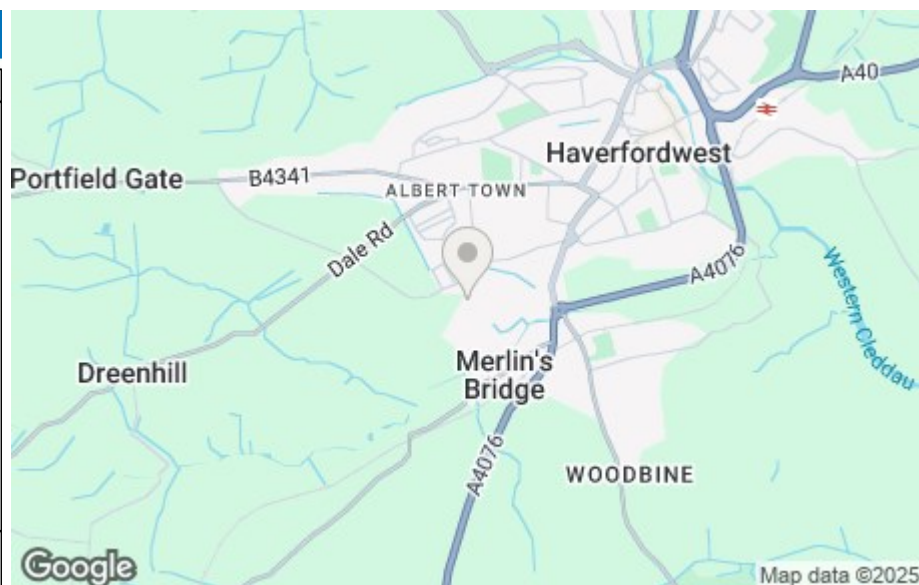 A40
Haverfordwest
Portfield Gate
B4341
ALBERT TOWN
Dale Rd
A4076
Western Cleddau
Merlin's
Bridge
Dreenhill
A4076
WOODBINE
Google
Map data ©2025